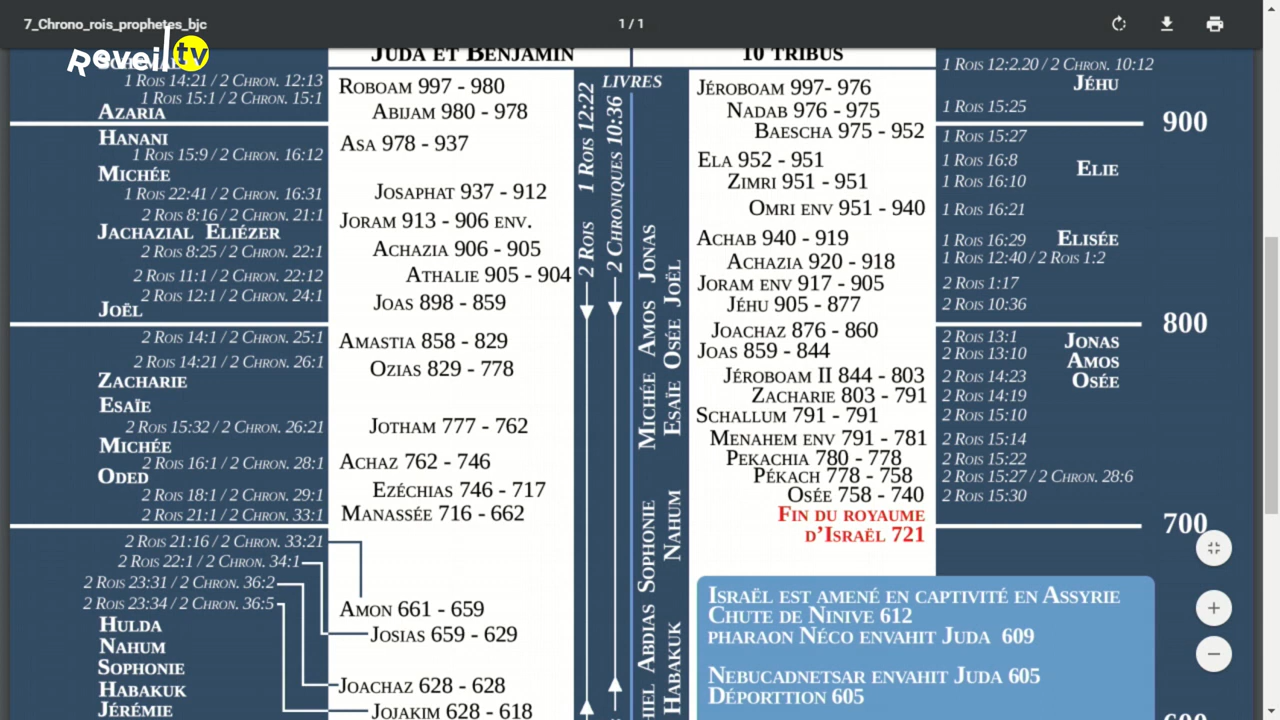 7_Chrono_rois_prophetes_bjc
1 / 1
Reveil tv
Juda et Benjamin
10 tribus
1 Rois 14:21 / 2 Chron. 12:13
1 Rois 15:1 / 2 Chron. 15:1
Azaria
Hanani
1 Rois 15:9 / 2 Chron. 16:12
Michée
1 Rois 22:41 / 2 Chron. 16:31
2 Rois 8:16 / 2 Chron. 21:1
Jachazial Eliézer
2 Rois 8:25 / 2 Chron. 22:1
2 Rois 11:1 / 2 Chron. 22:12
2 Rois 12:1 / 2 Chron. 24:1
Joël
2 Rois 14:1 / 2 Chron. 25:1
2 Rois 14:21 / 2 Chron. 26:1
Zacharie
Esaïe
2 Rois 15:32 / 2 Chron. 26:21
Michée
2 Rois 16:1 / 2 Chron. 28:1
Oded
2 Rois 18:1 / 2 Chron. 29:1
2 Rois 21:1 / 2 Chron. 33:1
2 Rois 21:16 / 2 Chron. 33:21
2 Rois 22:1 / 2 Chron. 34:1
2 Rois 23:31 / 2 Chron. 36:2
2 Rois 23:34 / 2 Chron. 36:5
Hulda
Nahum
Sophonie
Habakuk
Jérémie
Roboam 997 - 980
Abijam 980 - 978
Asa 978 - 937
Josaphat 937 - 912
Joram 913 - 906 env.
Achazia 906 - 905
Athalie 905 - 904
Joas 898 - 859
Amastia 858 - 829
Ozias 829 - 778
Jotham 777 - 762
Achaz 762 - 746
Ezéchias 746 - 717
Manassée 716 - 662
Amon 661 - 659
Josias 659 - 629
Joachaz 628 - 628
Jojakim 628 - 618
Livres
2 Rois 1 Rois 12:22
2 Chroniques 10:36
Abdias Sophonie Michée Amos Jonas
Habakuk Nahum Esaïe Osée Joël
Jéroboam 997- 976
Nadab 976 - 975
Baescha 975 - 952
Ela 952 - 951
Zimri 951 - 951
Omri env 951 - 940
Achab 940 - 919
Achazia 920 - 918
Joram env 917 - 905
Jéhu 905 - 877
Joachaz 876 - 860
Joas 859 - 844
Jéroboam II 844 - 803
Zacharie 803 - 791
Schallum 791 - 791
Menahem env 791 - 781
Pekachia 780 - 778
Pékach 778 - 758
Osée 758 - 740
Fin du royaume
d'Israël 721
1 Rois 12:2.20 / 2 Chron. 10:12
Jéhu
1 Rois 15:25
900
1 Rois 15:27
1 Rois 16:8
Elie
1 Rois 16:10
1 Rois 16:21
1 Rois 16:29
Elisée
1 Rois 12:40 / 2 Rois 1:2
2 Rois 1:17
2 Rois 10:36
800
2 Rois 13:1
Jonas
2 Rois 13:10
Amos
2 Rois 14:23
Osée
2 Rois 14:19
2 Rois 15:10
2 Rois 15:14
2 Rois 15:22
2 Rois 15:27 / 2 Chron. 28:6
2 Rois 15:30
700
Israël est amené en captivité en Assyrie
Chute de Ninive 612
pharaon Néco envahit Juda 609
Nebucadnetsar envahit Juda 605
Déporttion 605